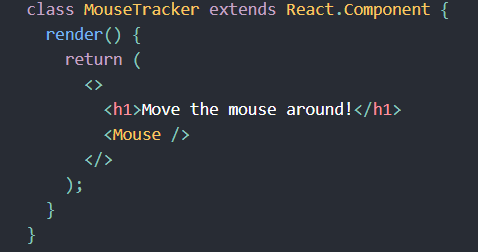 class MouseTracker extends React.Component {
  render() {
    return (
      <>
        <h1>Move the mouse around!</h1>
        <Mouse />
      </>
    );
  }
}